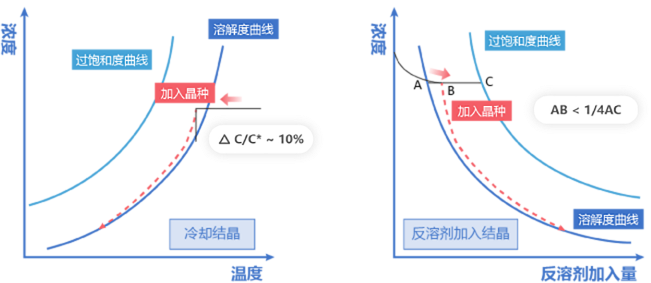 浓度
溶解度曲线
过饱和度曲线
加入晶种
△ C/C* ~ 10%
冷却结晶
温度
浓度
过饱和度曲线
A
B
C
加入晶种
AB < 1/4AC
溶解度曲线
反溶剂加入结晶
反溶剂加入量